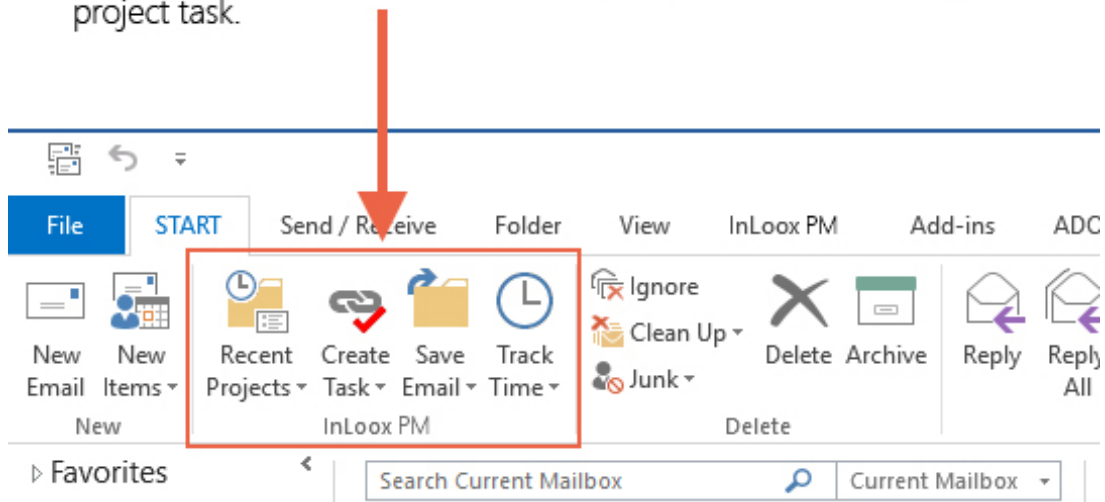 project task.
File START Send / Receive Folder View InLoox PM Add-ins ADO
Ignore
Clean Up
Junk
New Email
New Items
Recent Projects
Create Task
Save Email
Track Time
Delete
Archive
Reply
Reply All
New
InLoox PM
Delete
Favorites
Search Current Mailbox
Current Mailbox